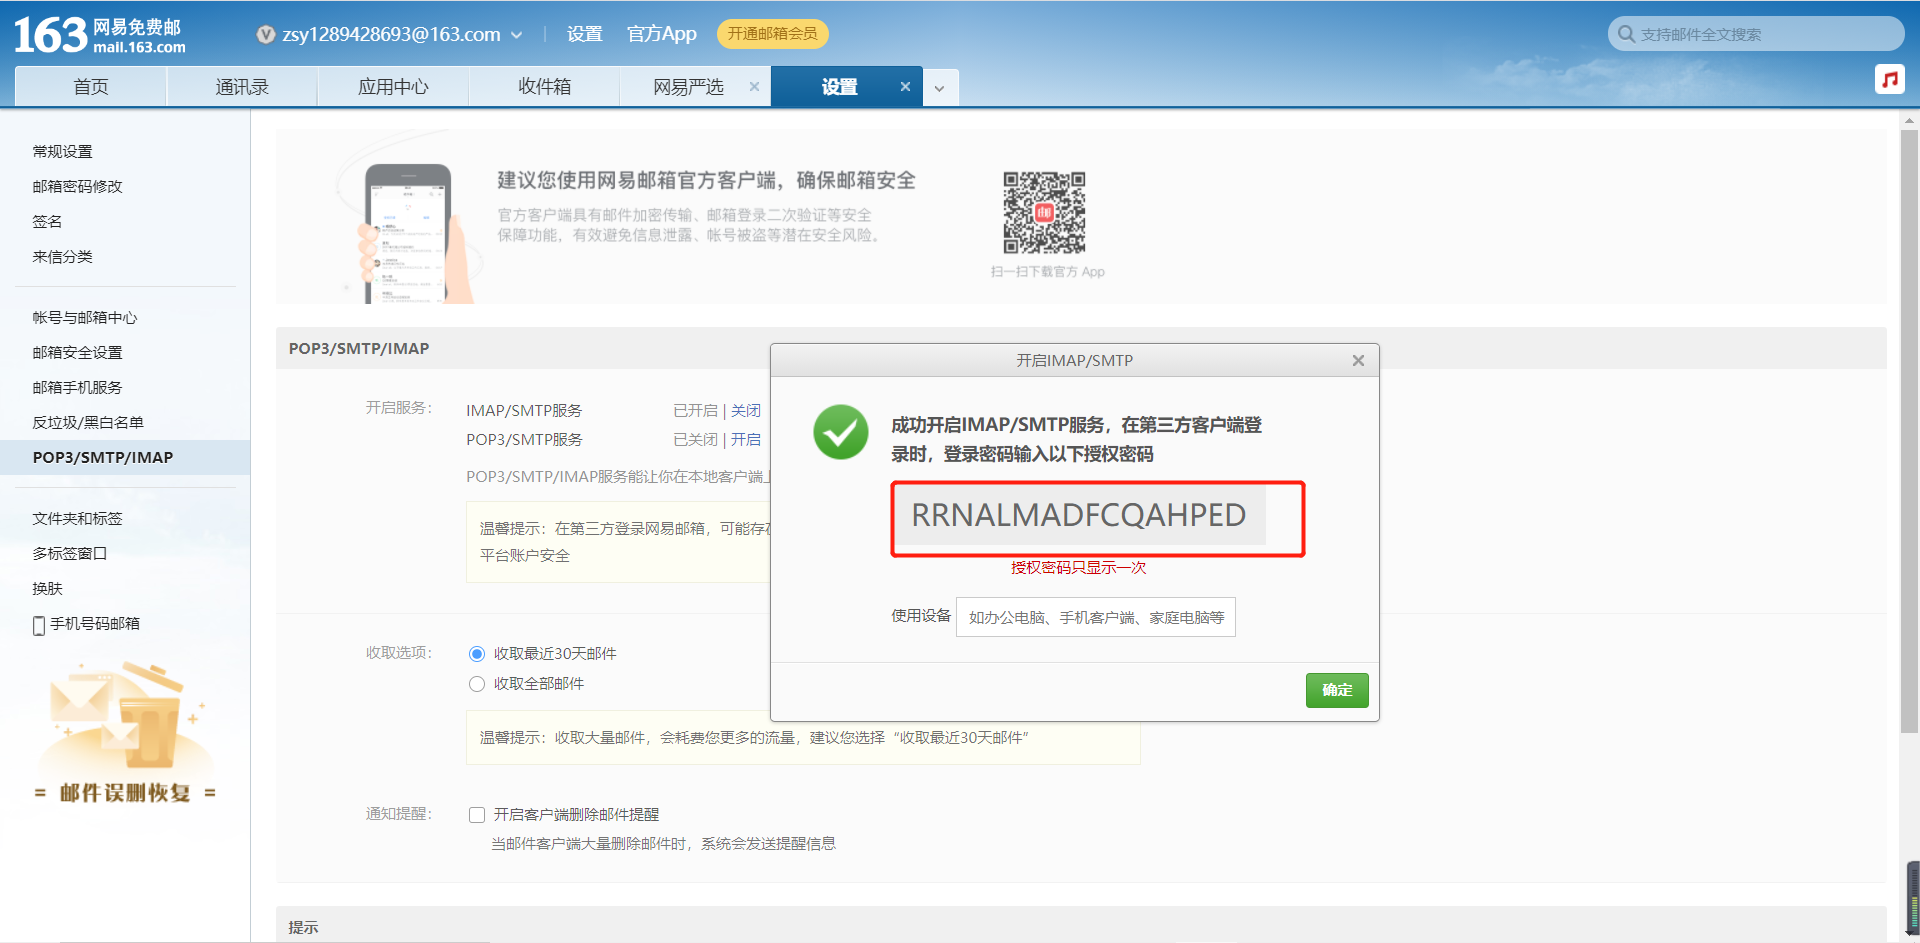 163 网易免费邮
mail.163.com
zsy1289428693@163.com
设置
官方App
开通邮箱会员
支持邮件全文搜索
首页
通讯录
应用中心
收件箱
网易严选
设置
常规设置
邮箱密码修改
签名
来信分类
帐号与邮箱中心
邮箱安全设置
邮箱手机服务
反垃圾/黑白名单
POP3/SMTP/IMAP
文件夹和标签
多标签窗口
换肤
手机号码邮箱
= 邮件误删恢复 =
建议您使用网易邮箱官方客户端，确保邮箱安全
官方客户端具有邮件加密传输、邮箱登录二次验证等安全
保障功能，有效避免信息泄露、帐号被盗等潜在安全风险。
扫一扫下载官方 App
POP3/SMTP/IMAP
开启服务：
IMAP/SMTP服务 已开启 | 关闭
POP3/SMTP服务 已关闭 | 开启
POP3/SMTP/IMAP服务能让你在本地客户端上
温馨提示：在第三方登录网易邮箱，可能存在
平台账户安全
收取选项：
收取最近30天邮件
收取全部邮件
温馨提示：收取大量邮件，会耗费您更多的流量，建议您选择“收取最近30天邮件”
通知提醒：
开启客户端删除邮件提醒
当邮件客户端大量删除邮件时，系统会发送提醒信息
提示
开启IMAP/SMTP
成功开启IMAP/SMTP服务，在第三方客户端登
录时，登录密码输入以下授权密码
RRNALMADFCQAHPED
授权密码只显示一次
使用设备 如办公电脑、手机客户端、家庭电脑等
确定